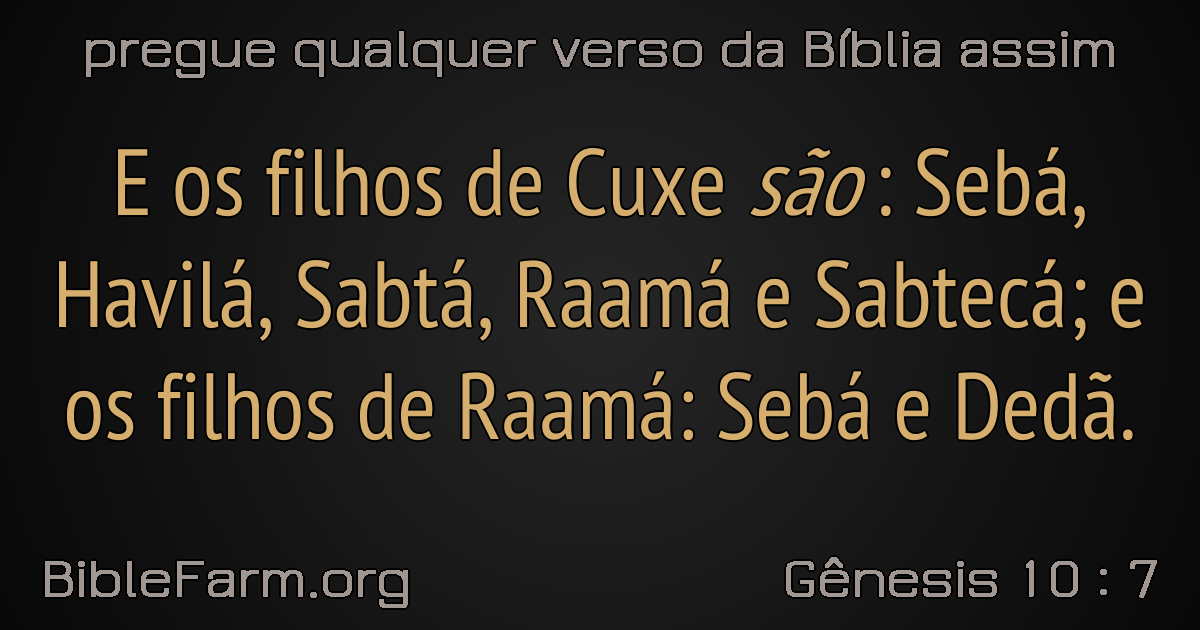 pregue qualquer verso da Bíblia assim
E os filhos de Cuxe são : Sebá,
Havilá, Sabtá, Raamá e Sabtecá; e
os filhos de Raamá: Sebá e Dedã.
BibleFarm.org
Gênesis 10 : 7